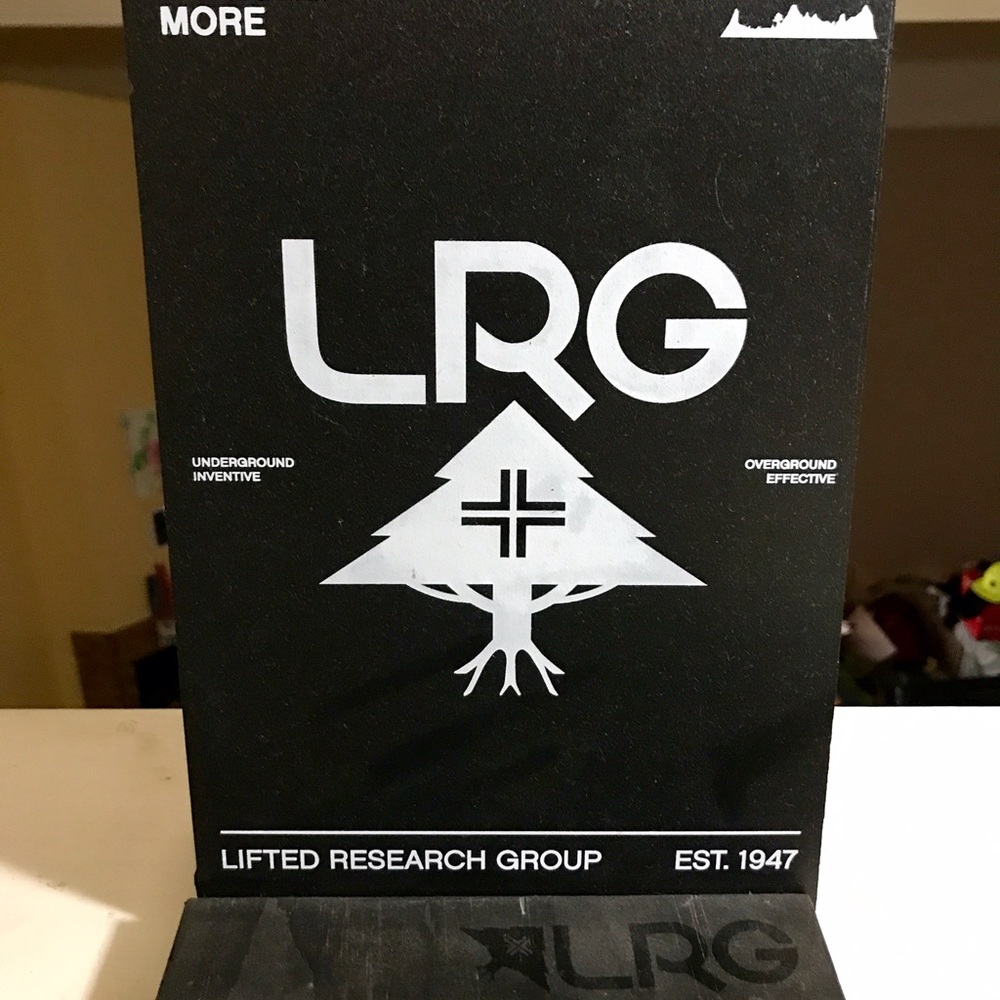 MORE
LRG
UNDERGROUND
INVENTIVE
OVERGROUND
EFFECTIVE
LIFTED RESEARCH GROUP EST. 1947
LRG